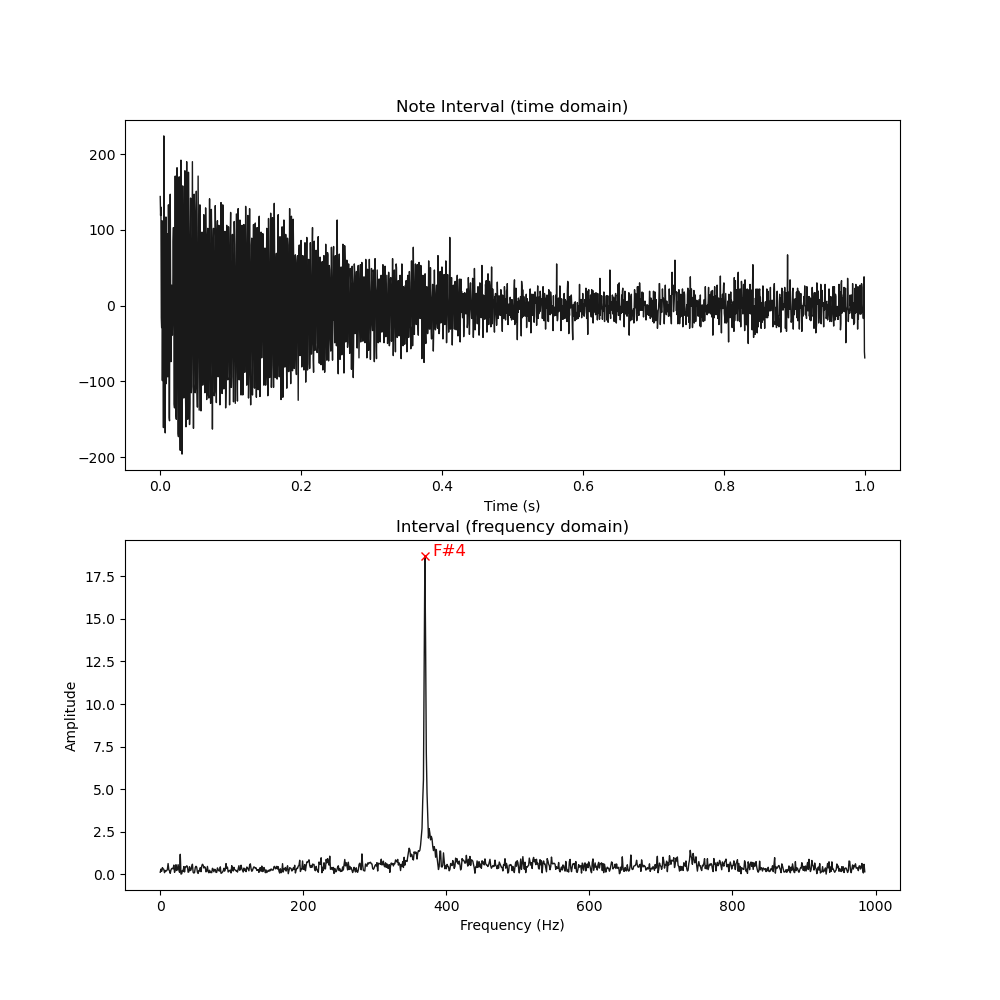 Note Interval (time domain)
200
100
0
−100
−200
0.0 0.2 0.4 0.6 0.8 1.0
Time (s)
Interval (frequency domain)
F#4
17.5
15.0
12.5
10.0
7.5
5.0
2.5
0.0
Amplitude
0 200 400 600 800 1000
Frequency (Hz)